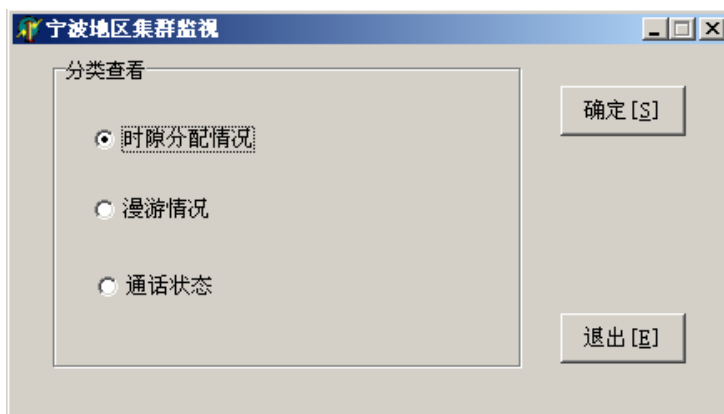 宁波地区集群监视
分类查看
时隙分配情况
漫游情况
通话状态
确定[S]
退出[E]